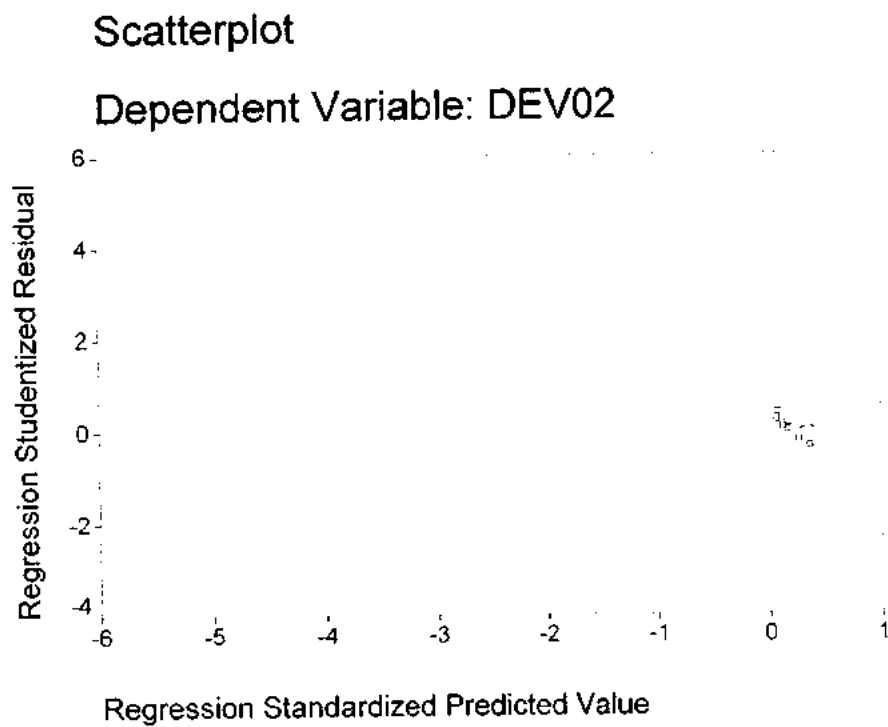 Scatterplot
Dependent Variable: DEV02
Regression Studentized Residual
6
4
2
0
-2
-4
-6 -5 -4 -3 -2 -1 0 1
Regression Standardized Predicted Value